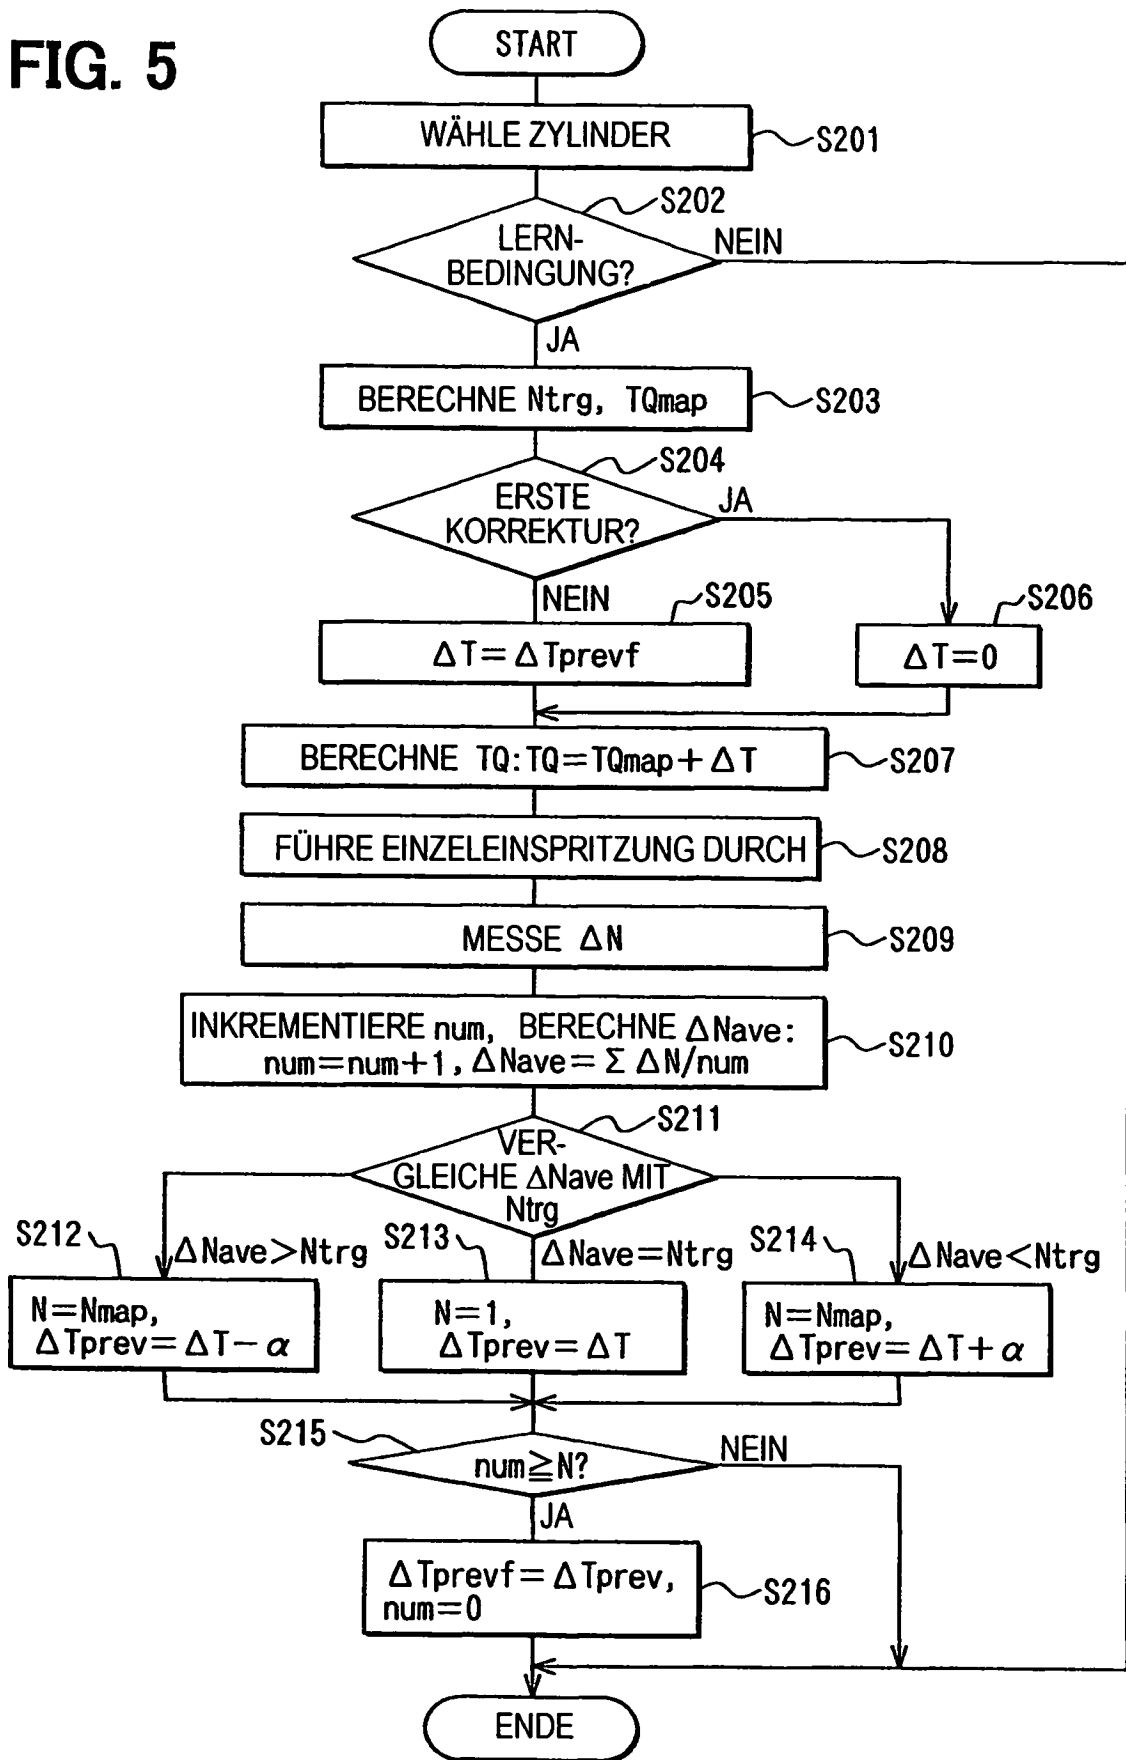 FIG. 5
START
WÄHLE ZYLINDER
S201
S202
LERN-
BEDINGUNG?
NEIN
JA
BERECHNE Ntrg, TQmap
S203
S204
ERSTE
KORREKTUR?
JA
NEIN
S205
S206
ΔT=ΔTprevf
ΔT=0
BERECHNE TQ:TQ=TQmap+ΔT
S207
FÜHRE EINZELEINSPRITZUNG DURCH
S208
MESSE ΔN
S209
INKREMENTIERE num, BERECHNE ΔNave:
num=num+1, ΔNave=Σ ΔN/num
S210
S211
VER-
GLEICHE ΔNave MIT
Ntrg
S212
ΔNave>Ntrg
S213
ΔNave=Ntrg
S214
ΔNave<Ntrg
N=Nmap,
ΔTprev=ΔT-α
N=1,
ΔTprev=ΔT
N=Nmap,
ΔTprev=ΔT+α
S215
num≧N?
NEIN
JA
ΔTprevf=ΔTprev,
num=0
S216
ENDE